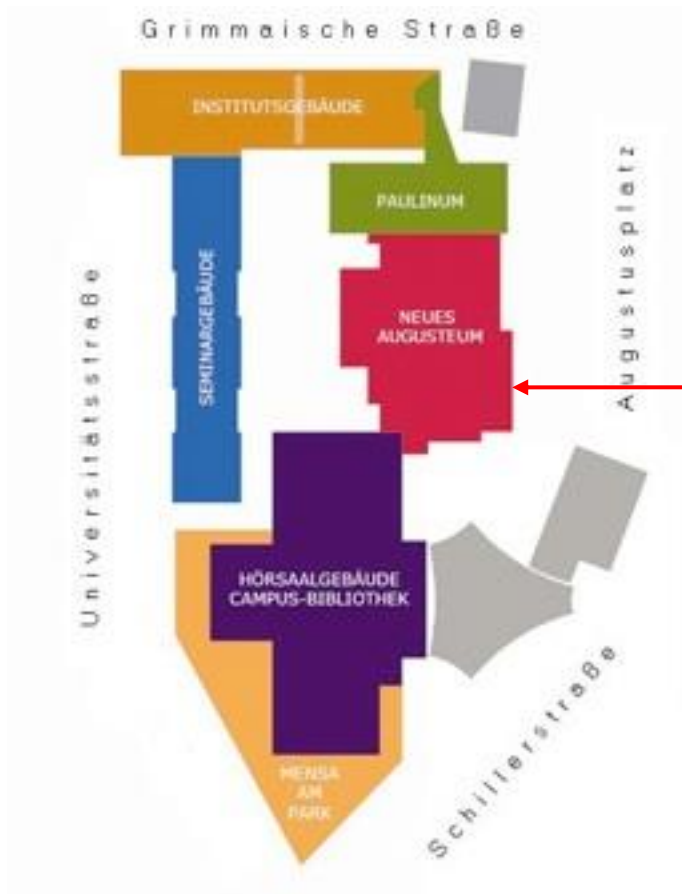 Grimmaische Straße
INSTITUTSGEBÄUDE
PAULINUM
Augustusplatz
SEMINARGEBÄUDE
NEUES
AUGUSTEUM
Universitätsstraße
HÖRSAALGEBÄUDE
CAMPUS-BIBLIOTHEK
Schillerstraße
MENSA
AM
PARK